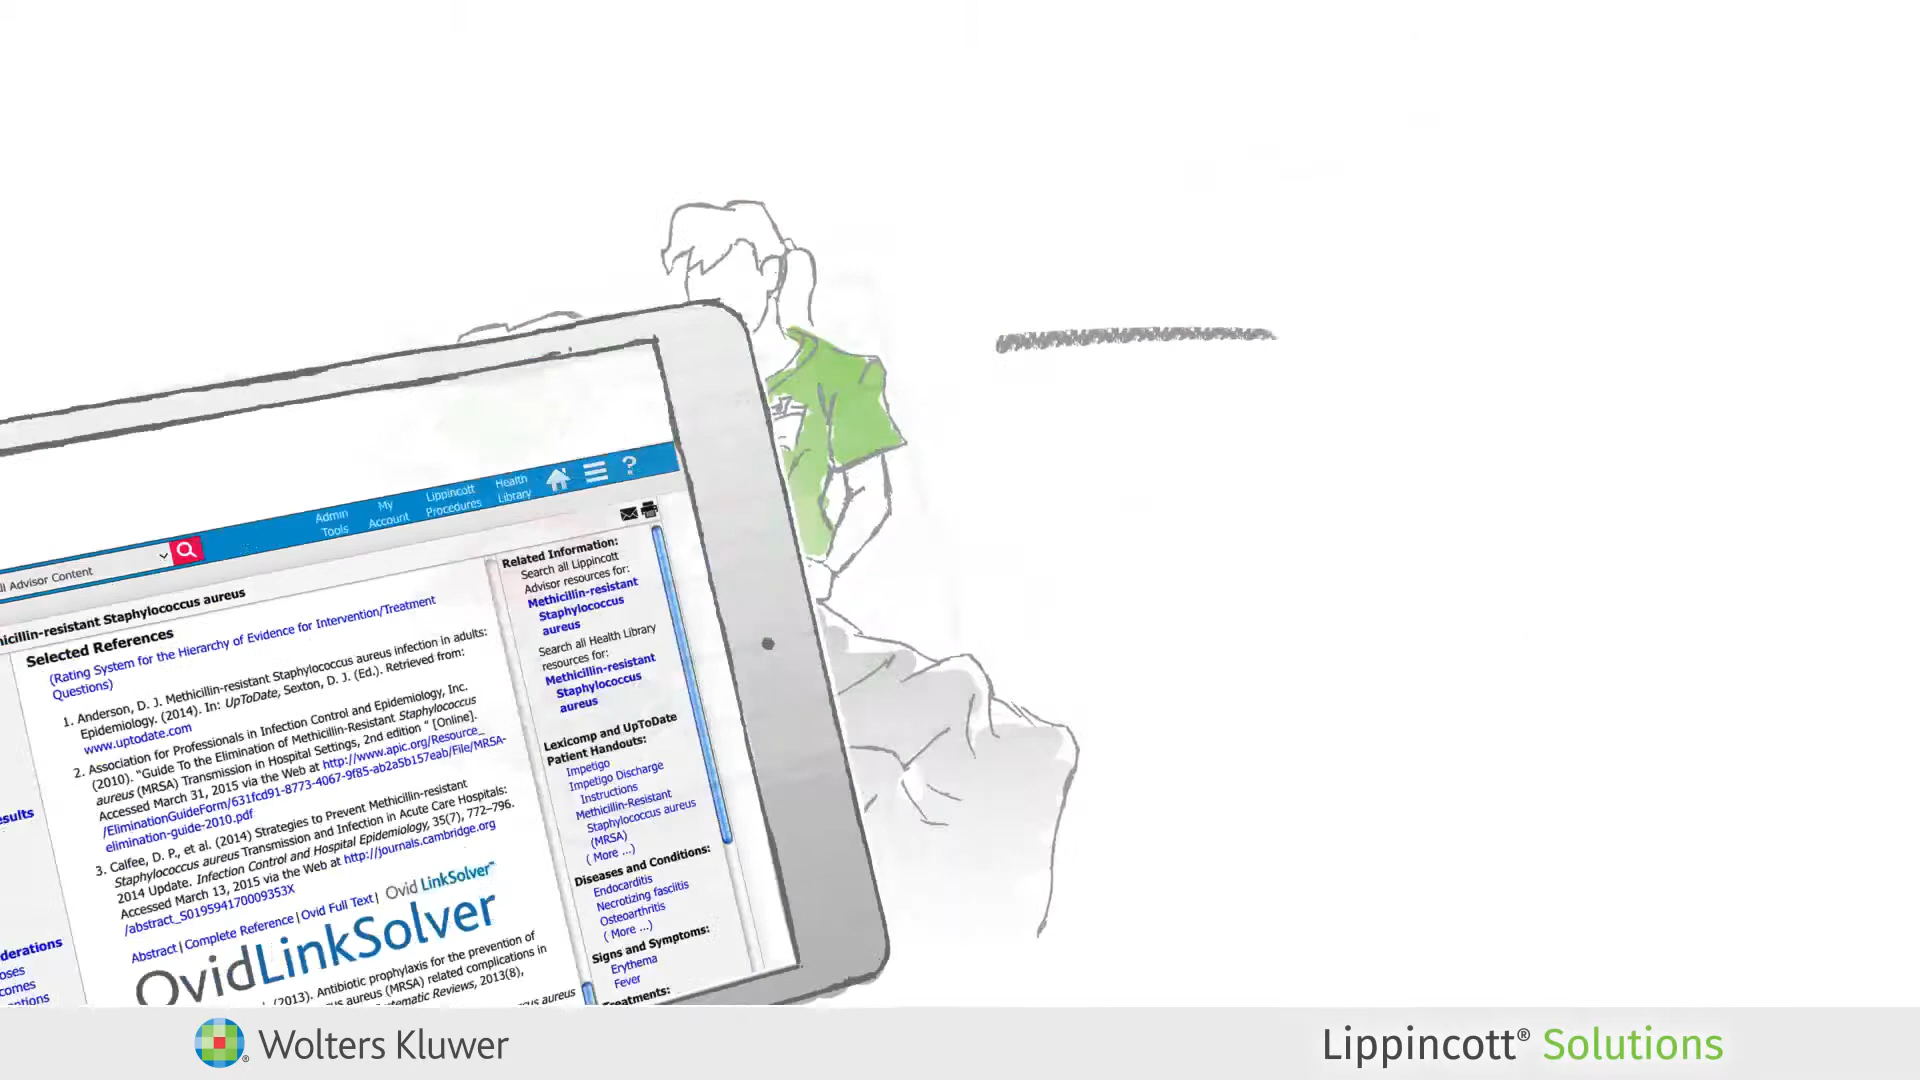 Admin
Tools
My
Account
Lippincott
Procedures
Health
Library
?
ll Advisor Content
hicillin-resistant Staphylococcus aureus
Selected References
(Rating System for the Hierarchy of Evidence for Intervention/Treatment
Questions)
1. Anderson, D. J. Methicillin-resistant Staphylococcus aureus infection in adults:
Epidemiology. (2014). In: UpToDate, Sexton, D. J. (Ed.). Retrieved from:
www.uptodate.com
2. Association for Professionals in Infection Control and Epidemiology, Inc.
(2010). "Guide To the Elimination of Methicillin-Resistant Staphylococcus
aureus (MRSA) Transmission in Hospital Settings, 2nd edition " [Online].
Accessed March 31, 2015 via the Web at http://www.apic.org/Resource_
/EliminationGuideForm/631fcd91-8773-4067-9f85-ab2a5b157eab/File/MRSA-
elimination-guide-2010.pdf
3. Calfee, D. P., et al. (2014) Strategies to Prevent Methicillin-resistant
Staphylococcus aureus Transmission and Infection in Acute Care Hospitals:
2014 Update. Infection Control and Hospital Epidemiology, 35(7), 772–796.
Accessed March 13, 2015 via the Web at http://journals.cambridge.org
/abstract_S019594170009353X
Abstract | Complete Reference | Ovid Full Text | Ovid LinkSolver™
OvidLinkSolver
(2013). Antibiotic prophylaxis for the prevention of
aureus (MRSA) related complications in
Reviews, 2013(8),
aureus
esults
derations
oses
comes
entions
Related Information:
Search all Lippincott
Advisor resources for:
Methicillin-resistant
Staphylococcus
aureus
Search all Health Library
resources for:
Methicillin-resistant
Staphylococcus
aureus
Lexicomp and UpToDate
Patient Handouts:
Impetigo
Impetigo Discharge
Instructions
Methicillin-Resistant
Staphylococcus aureus
(MRSA)
( More ...)
Diseases and Conditions:
Endocarditis
Necrotizing fasciitis
Osteoarthritis
( More ...)
Signs and Symptoms:
Erythema
Fever
Treatments:
Wolters Kluwer
Lippincott® Solutions